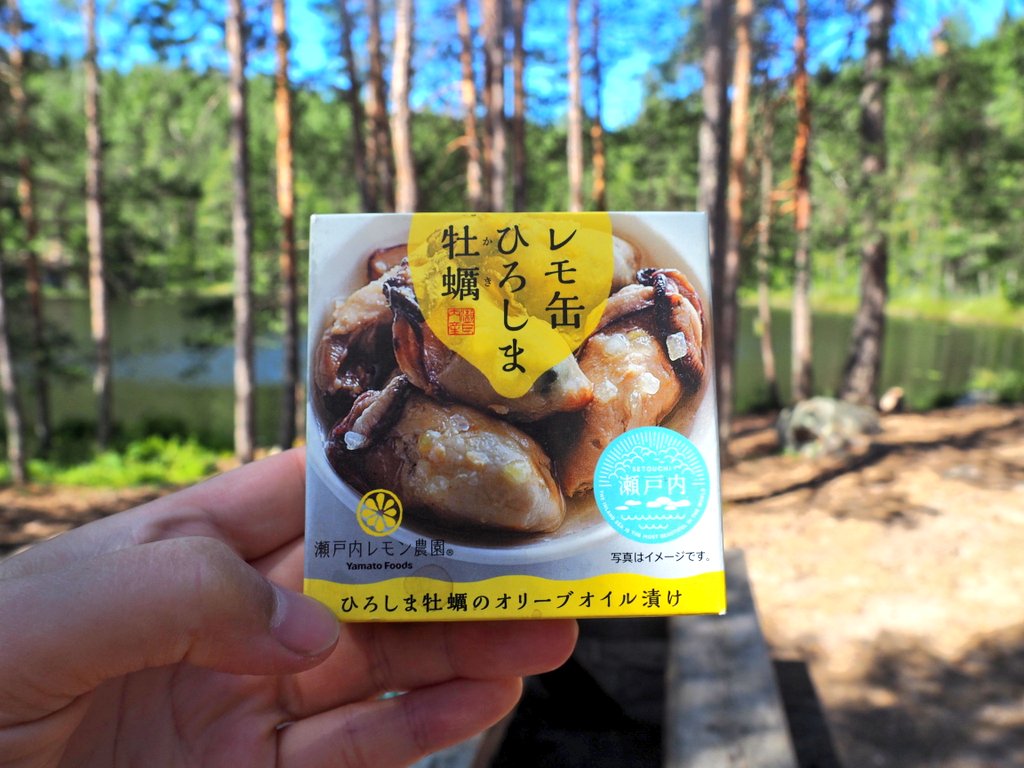 レモ缶
ひろしま
牡蠣
かき
SETOUCHI
瀬戸内
瀬戸内レモン農園®
Yamato Foods
写真はイメージです。
ひろしま牡蠣のオリーブオイル漬け